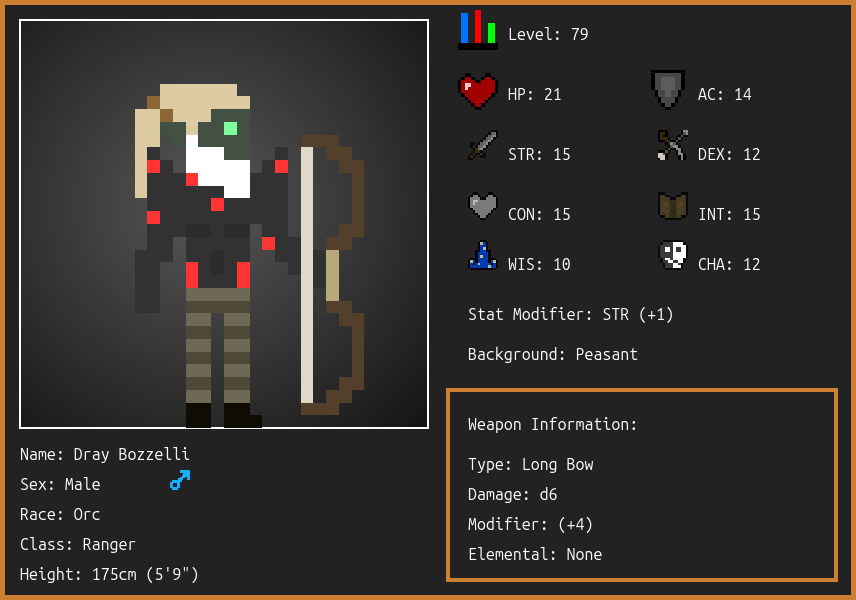 Level: 79
HP: 21
AC: 14
STR: 15
DEX: 12
CON: 15
INT: 15
WIS: 10
CHA: 12
Stat Modifier: STR (+1)
Background: Peasant
Weapon Information:
Type: Long Bow
Damage: d6
Modifier: (+4)
Elemental: None
Name: Dray Bozzelli
Sex: Male
Race: Orc
Class: Ranger
Height: 175cm (5'9")